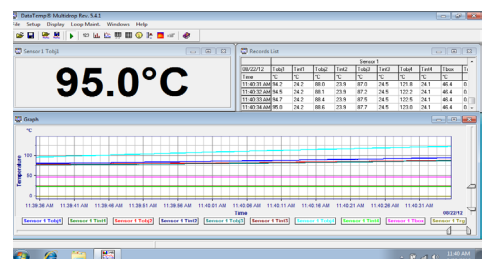 DataTemp® Multidrop Rev. 5.4.1
File Setup Display Loop Maint. Windows Help
Sensor 1 Tobj1
95.0°C
Records List
Sensor 1
08/22/12 Tobj1 Tint1 Tobj2 Tint2 Tobj3 Tint3 Tobj4 Tint4 Tbox
Time °C °C °C °C °C °C °C °C °C
11:40:31 AM 94.2 24.2 88.0 23.9 87.0 24.5 121.8 24.1 46.4 0.
11:40:32 AM 94.5 24.2 88.1 23.9 87.2 24.5 122.2 24.1 46.4 0.
11:40:33 AM 94.7 24.2 88.4 23.9 87.5 24.5 122.5 24.1 46.4 0.
11:40:34 AM 95.0 24.2 88.6 23.9 87.7 24.5 123.0 24.1 46.4 0.
Graph
°C
Temperature
100
50
0
11:39:36 AM 11:39:41 AM 11:39:46 AM 11:39:51 AM 11:39:56 AM 11:40:01 AM 11:40:06 AM 11:40:11 AM 11:40:16 AM 11:40:21 AM 11:40:26 AM 11:40:31 AM
Time
08/22/12
Sensor 1 Tobj1 Sensor 1 Tint1 Sensor 1 Tobj2 Sensor 1 Tint2 Sensor 1 Tobj3 Sensor 1 Tint3 Sensor 1 Tobj4 Sensor 1 Tint4 Sensor 1 Tbox Sensor 1 Trg
11:40 AM